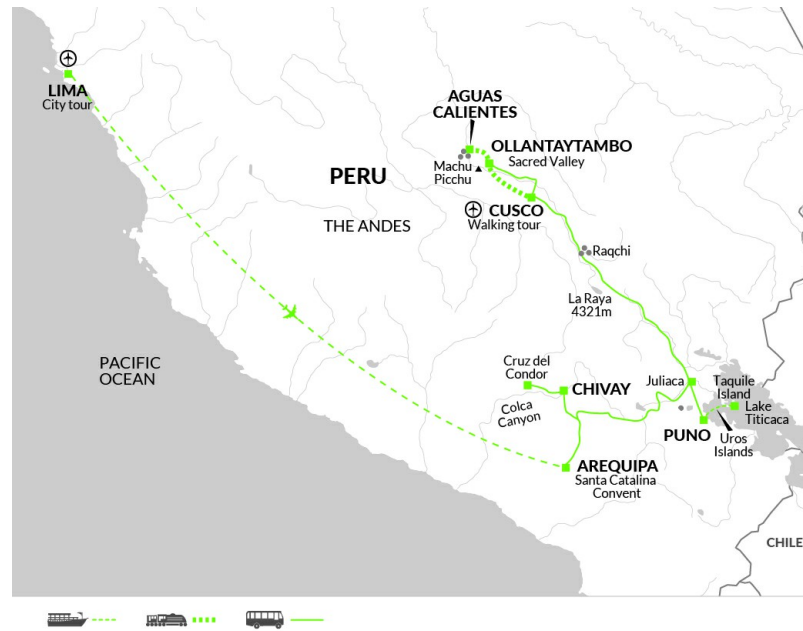 LIMA
City tour
AGUAS
CALIENTES
OLLANTAYTAMBO
Sacred Valley
Machu
Picchu
PERU
CUSCO
Walking tour
THE ANDES
Raqchi
La Raya
4321m
PACIFIC
OCEAN
Cruz del
Condor
CHIVAY
Juliaca
Taquile
Island
Lake
Titicaca
Colca
Canyon
PUNO
Uros
Islands
AREQUIPA
Santa Catalina
Convent
CHILE